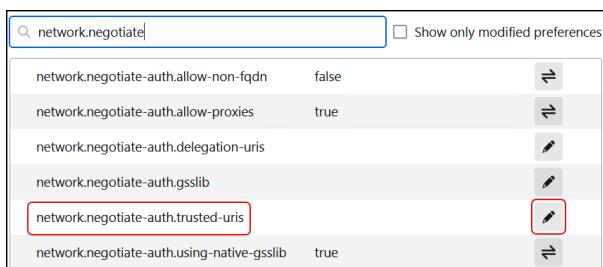 network.negotiate
Show only modified preferences
network.negotiate-auth.allow-non-fqdn false
network.negotiate-auth.allow-proxies true
network.negotiate-auth.delegation-uris
network.negotiate-auth.gsslib
network.negotiate-auth.trusted-uris
network.negotiate-auth.using-native-gsslib true